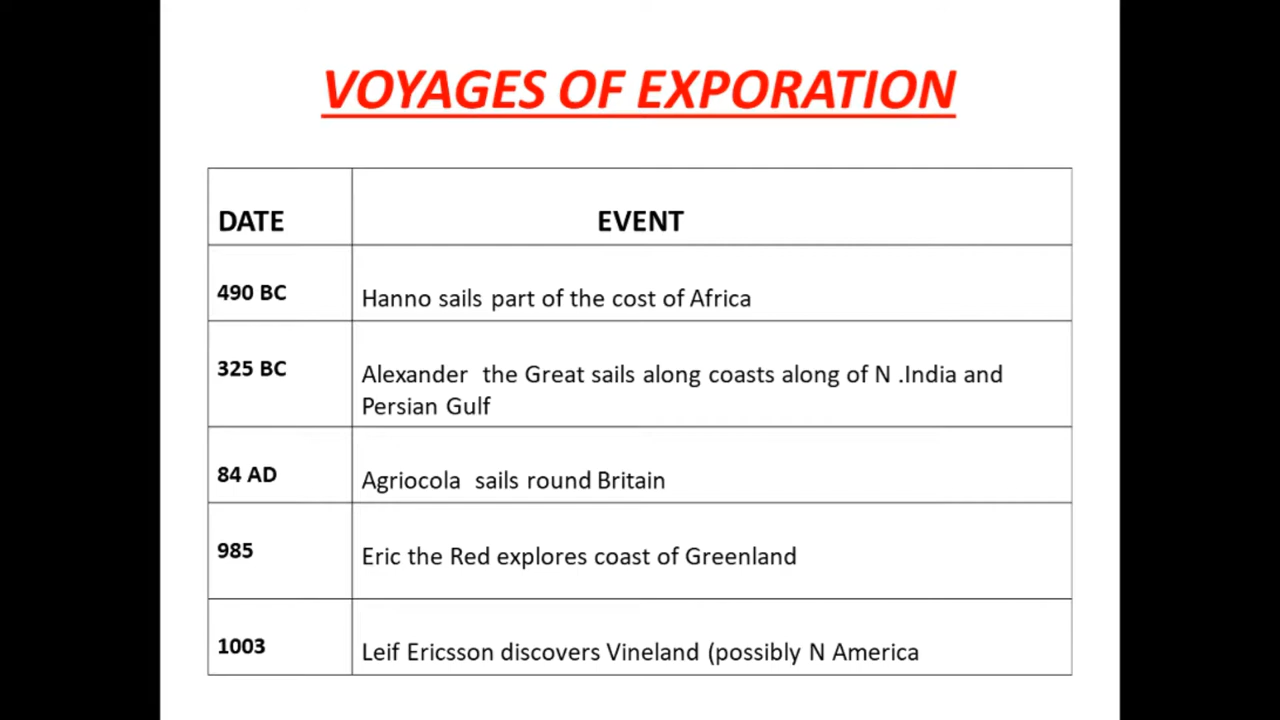 VOYAGES OF EXPORATION
DATE EVENT
490 BC Hanno sails part of the cost of Africa
325 BC Alexander the Great sails along coasts along of N .India and
Persian Gulf
84 AD Agriocola sails round Britain
985 Eric the Red explores coast of Greenland
1003 Leif Ericsson discovers Vineland (possibly N America